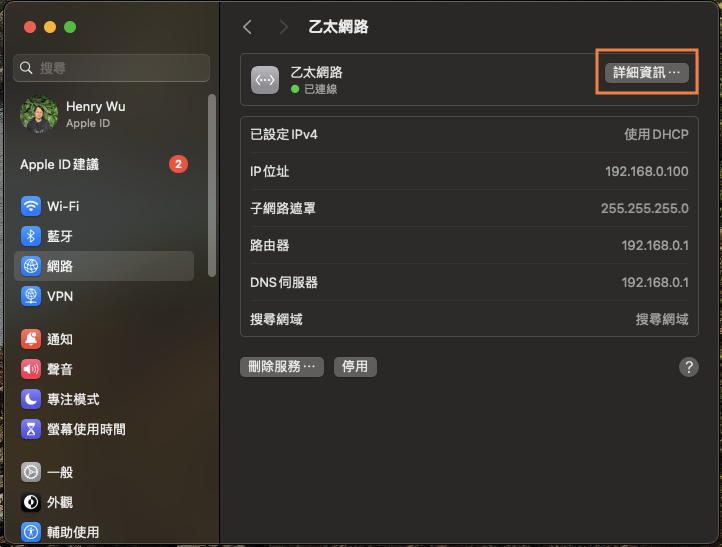 乙太網路
搜尋
Henry Wu
Apple ID
Apple ID 建議
2
Wi-Fi
藍牙
網路
VPN
通知
聲音
專注模式
螢幕使用時間
一般
外觀
輔助使用
乙太網路
已連線
詳細資訊⋯
已設定 IPv4 使用 DHCP
IP 位址 192.168.0.100
子網路遮罩 255.255.255.0
路由器 192.168.0.1
DNS 伺服器 192.168.0.1
搜尋網域 搜尋網域
刪除服務⋯ 停用 ?